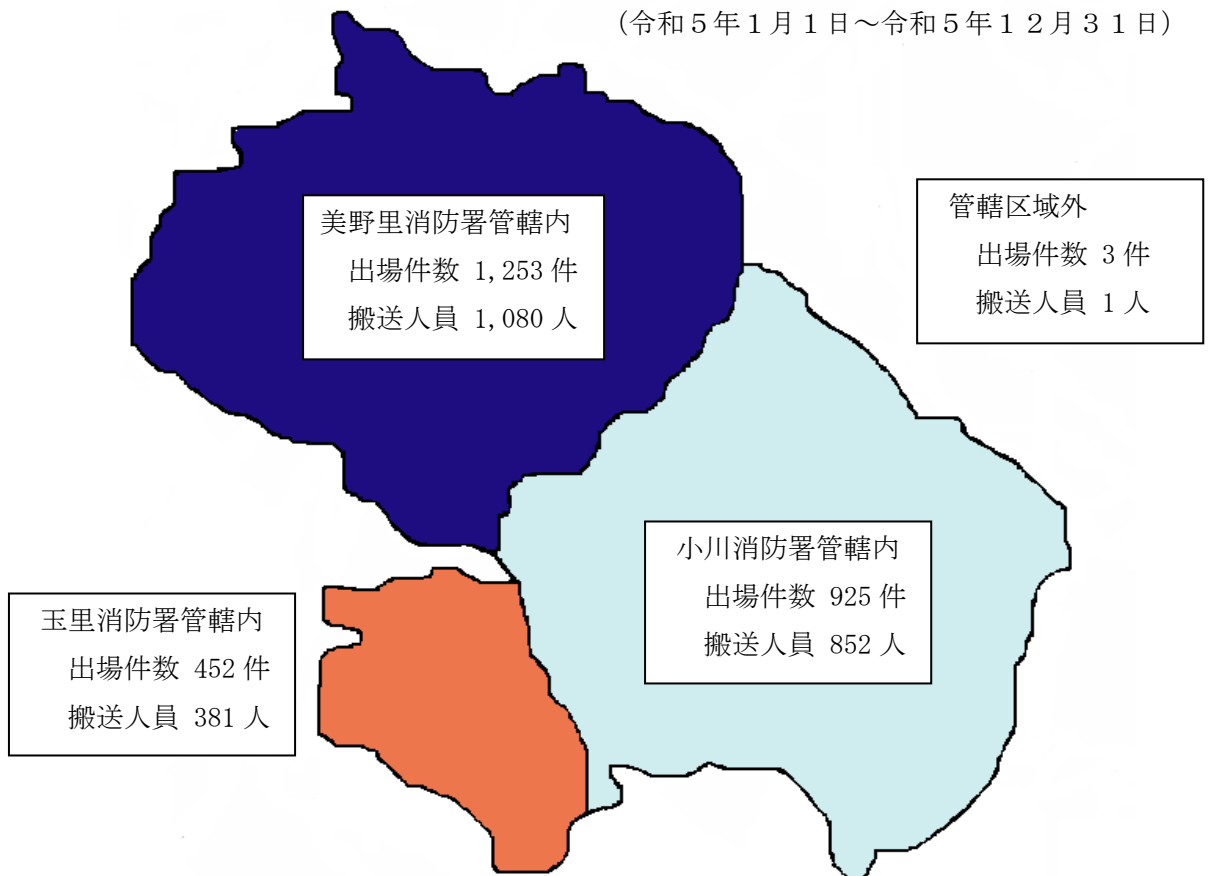 (令和５年１月１日～令和５年１２月３１日)
美野里消防署管轄内
出場件数 1,253 件
搬送人員 1,080 人
管轄区域外
出場件数 3 件
搬送人員 1 人
小川消防署管轄内
出場件数 925 件
搬送人員 852 人
玉里消防署管轄内
出場件数 452 件
搬送人員 381 人